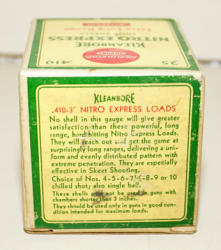 Remington
NITRO EXPRESS
25
.410
KLEANBORE
.410-3" NITRO EXPRESS LOADS
No shell in this gauge will give greater
satisfaction than these powerful, long
range, hard hitting Nitro Express Loads.
They will reach out and get the game at
surprisingly long ranges, delivering a uni-
form and evenly distributed pattern with
extreme penetration. They are especially
effective in Skeet Shooting.
Choice of Nos. 4-5-6-7½-8-9 or 10
chilled shot; also single ball.
These shells must not be used in guns with
chambers shorter than 3 inches.
They should be used only in guns in good con-
dition intended for maximum loads.